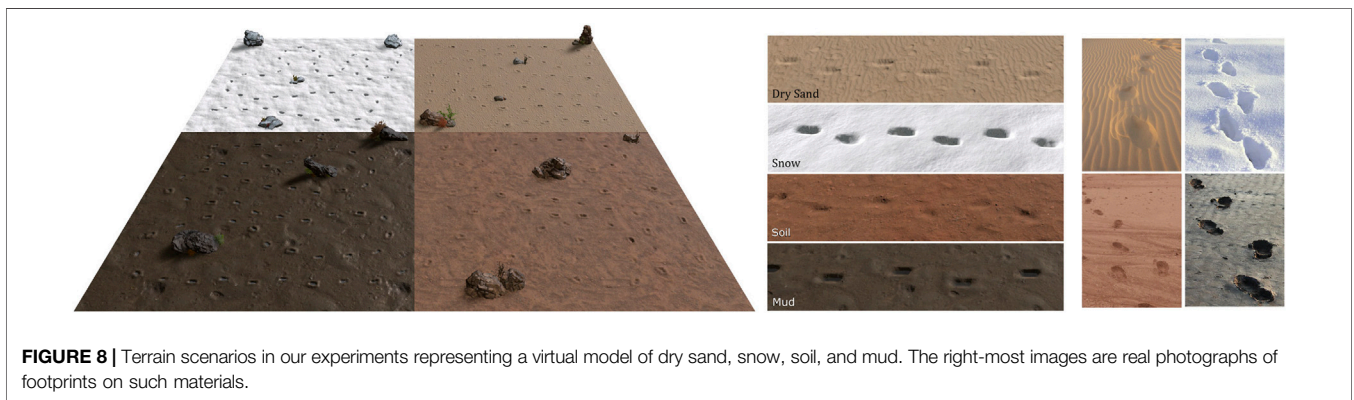 Dry Sand
Snow
Soil
Mud
FIGURE 8 | Terrain scenarios in our experiments representing a virtual model of dry sand, snow, soil, and mud. The right-most images are real photographs of
footprints on such materials.